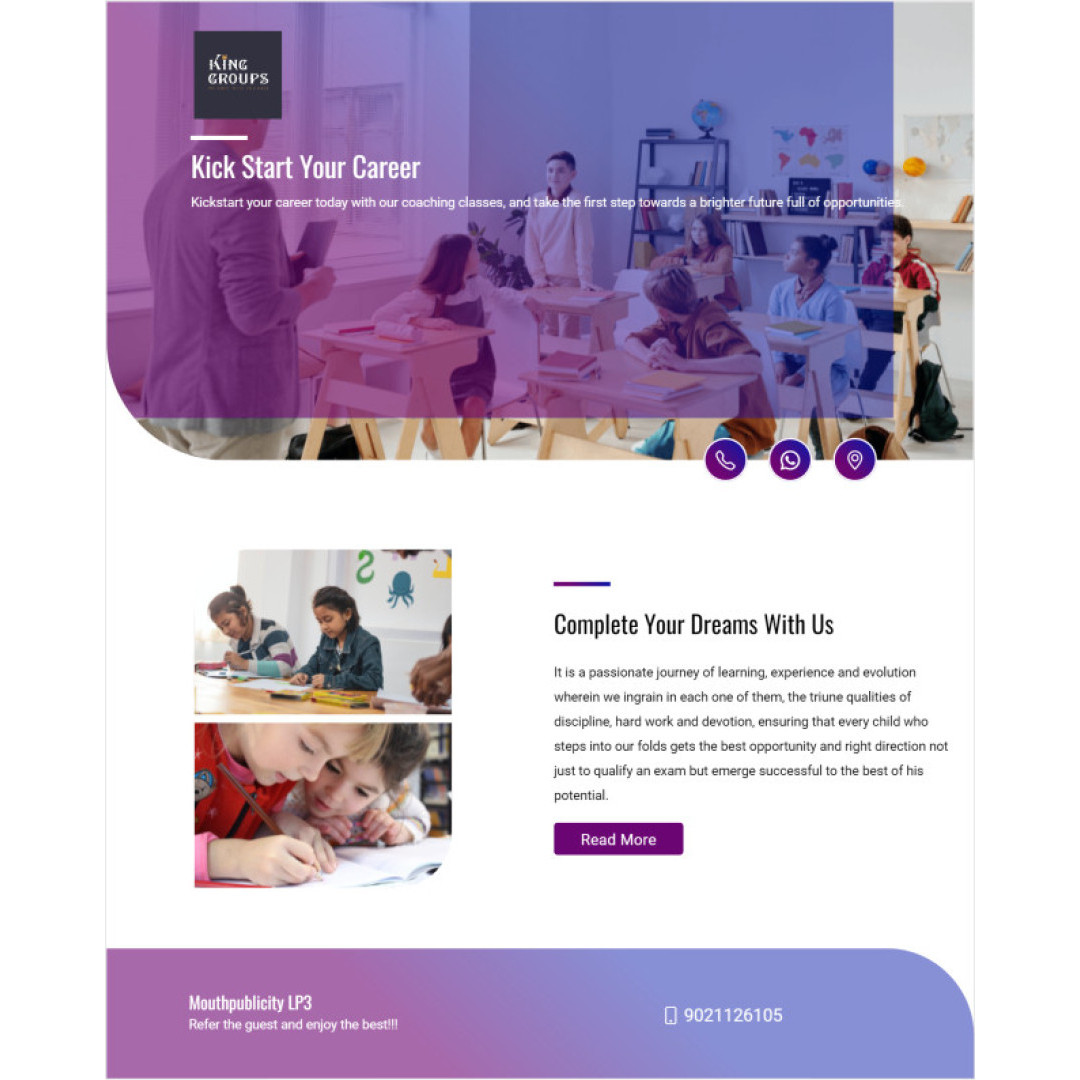 KING
GROUPS
Kick Start Your Career
Kickstart your career today with our coaching classes, and take the first step towards a brighter future full of opportunities.
Complete Your Dreams With Us
It is a passionate journey of learning, experience and evolution
wherein we ingrain in each one of them, the triune qualities of
discipline, hard work and devotion, ensuring that every child who
steps into our folds gets the best opportunity and right direction not
just to qualify an exam but emerge successful to the best of his
potential.
Read More
Mouthpublicity LP3
Refer the guest and enjoy the best!!!
9021126105